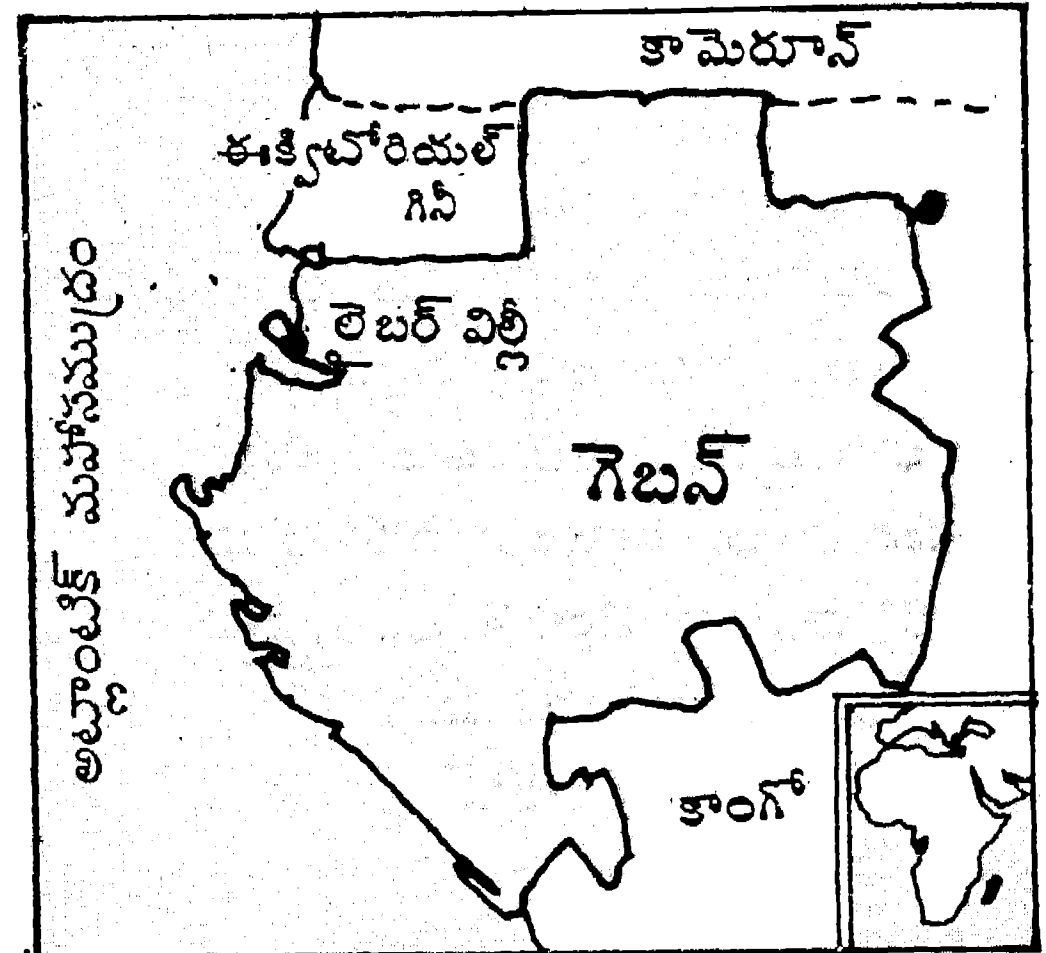 కామెరూన్
ఈక్విటోరియల్
గినీ
లైబర్ విల్లీ
గెబన్
అట్లాంటిక్ మహాసముద్రం
కాంగో